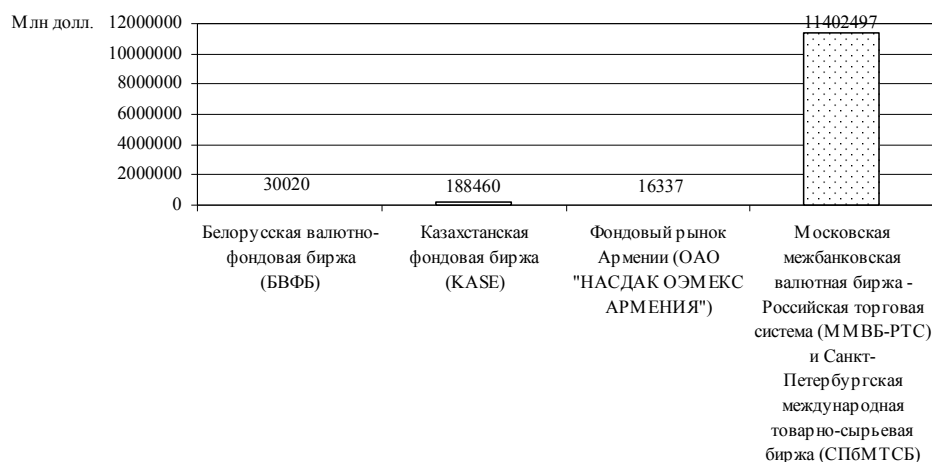 Млн долл.
12000000
10000000
8000000
6000000
4000000
2000000
0
30020
188460
16337
11402497
Белорусская валютно-
фондовая биржа
(БВФБ)
Казахстанская
фондовая биржа
(KASE)
Фондовый рынок
Армении (ОАО
"НАСДАК ОЭМЕКС
АРМЕНИЯ")
Московская
межбанковская
валютная биржа -
Российская торговая
система (ММВБ-РТС)
и Санкт-
Петербургская
международная
товарно-сырьевая
биржа (СПбМТСБ)